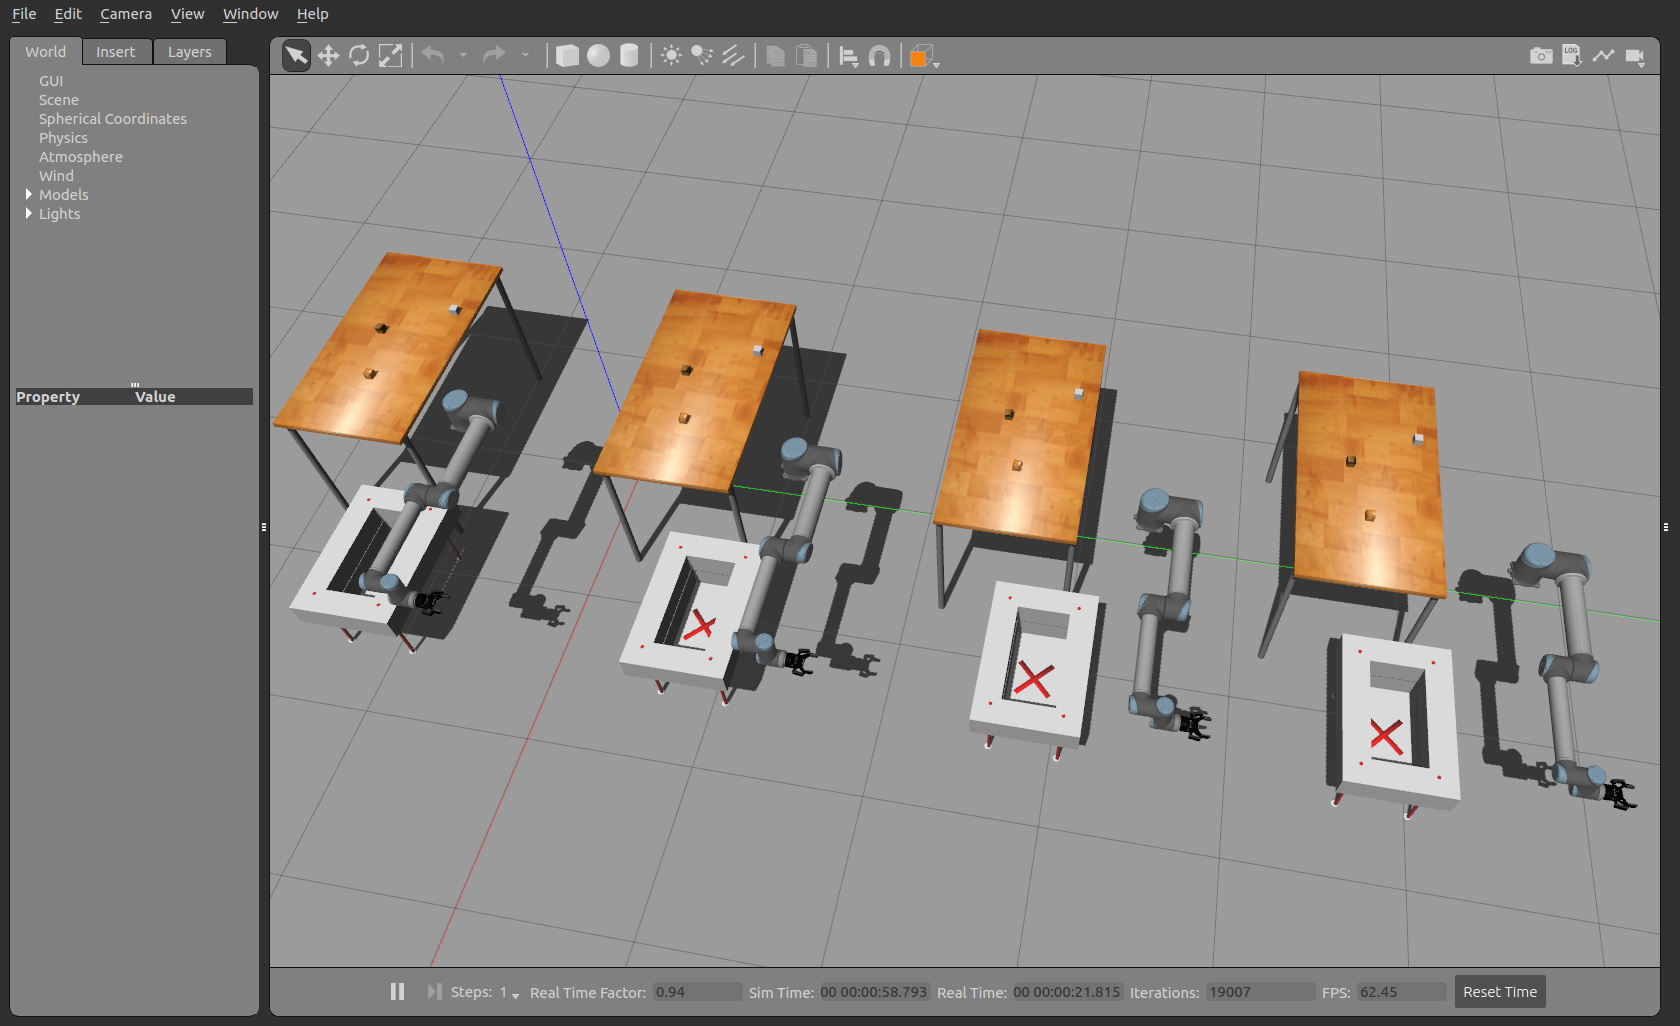 File Edit Camera View Window Help
World Insert Layers
LOG
GUI
Scene
Spherical Coordinates
Physics
Atmosphere
Wind
Models
Lights
Property Value
Steps: 1 Real Time Factor: 0.94 Sim Time: 00 00:00:58.793 Real Time: 00 00:00:21.815 Iterations: 19007 FPS: 62.45 Reset Time